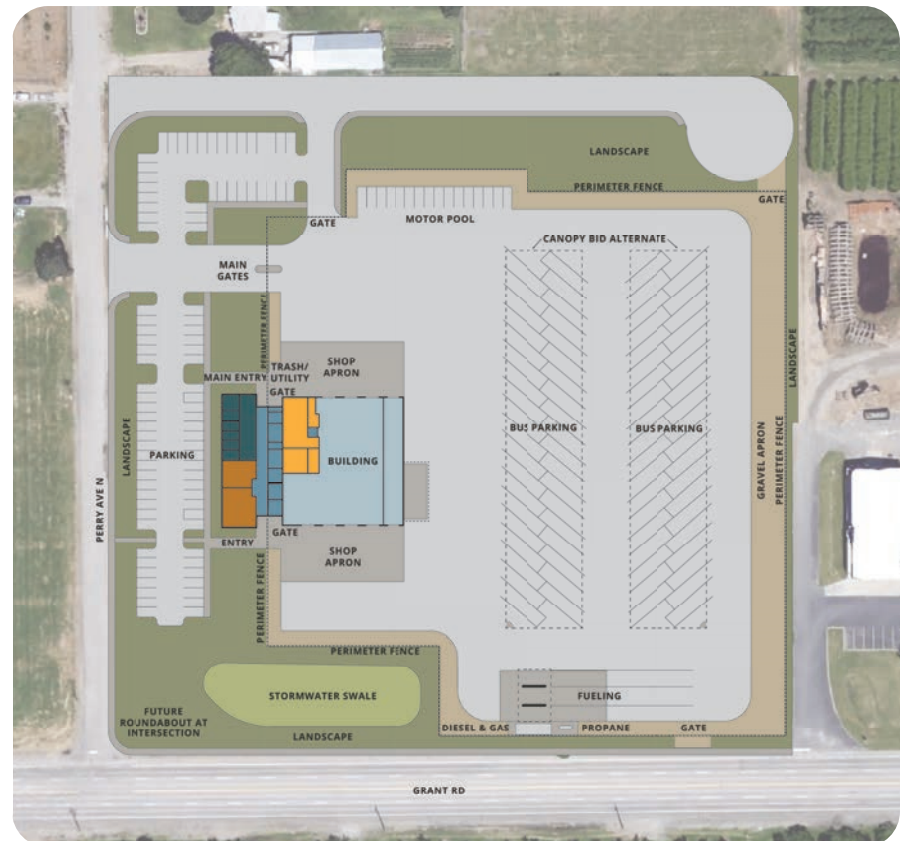 LANDSCAPE
PERIMETER FENCE
GATE
MOTOR POOL
GATE
CANOPY BID ALTERNATE
MAIN
GATES
PERIMETER FENCE
LANDSCAPE
TRASH/
UTILITY
SHOP
APRON
MAIN ENTRY
GATE
LANDSCAPE
PARKING
BUILDING
BUS PARKING
BUS PARKING
GRAVEL APRON
PERIMETER FENCE
PERRY AVE N
GATE
ENTRY
SHOP
APRON
PERIMETER FENCE
PERIMETER FENCE
STORMWATER SWALE
FUELING
FUTURE
ROUNDABOUT AT
INTERSECTION
LANDSCAPE
DIESEL & GAS
PROPANE
GATE
GRANT RD